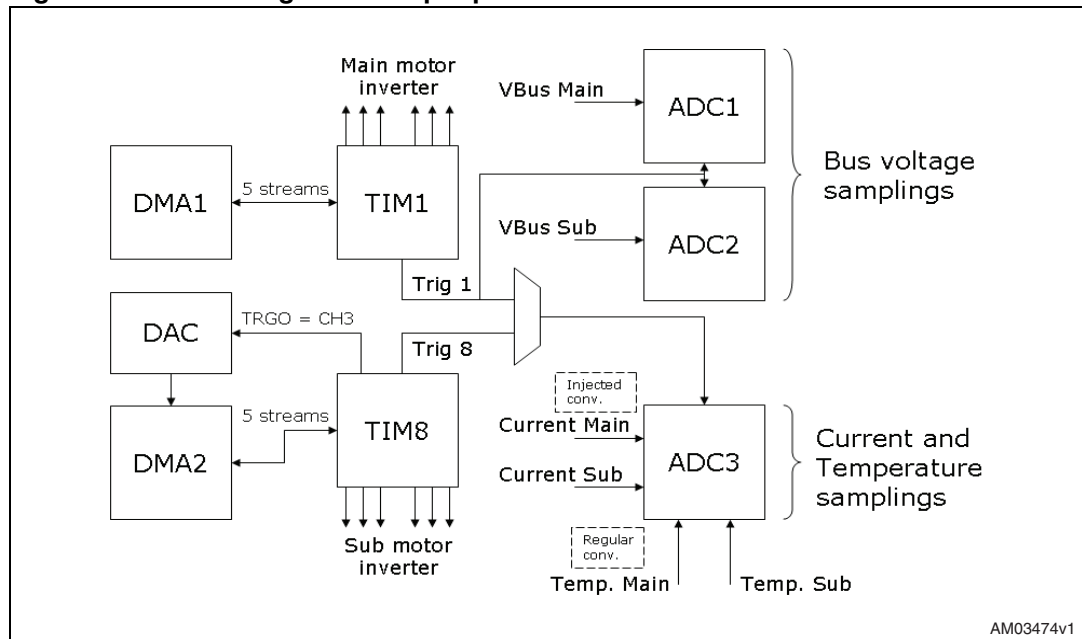 Main motor
inverter
VBus Main
ADC1
Bus voltage
samplings
DMA1
5 streams
TIM1
VBus Sub
ADC2
Trig 1
DAC
TRGO = CH3
Trig 8
Injected
conv.
DMA2
5 streams
TIM8
Current Main
ADC3
Current and
Temperature
samplings
Current Sub
Sub motor
inverter
Regular
conv.
Temp. Main
Temp. Sub
AM03474v1